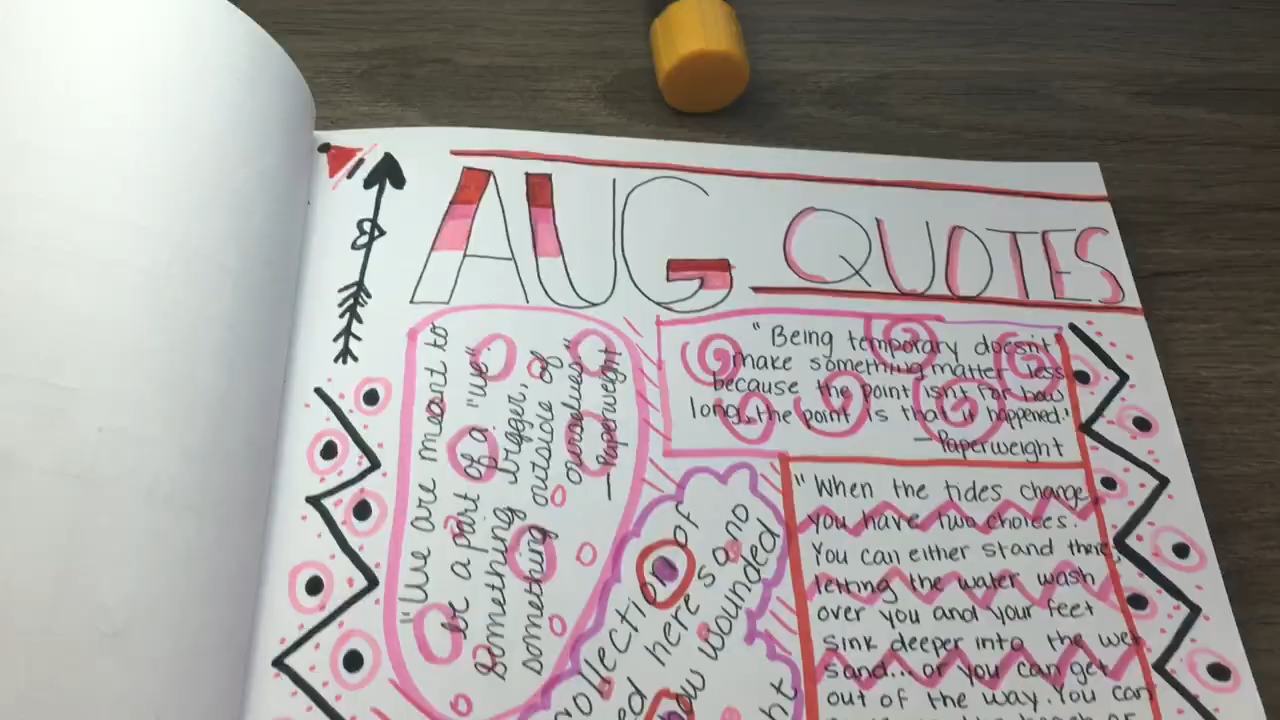 AUG QUOTES
"We are meant to
be a part of a "we"
something bigger,
something outside of
ourselves"
—Paperweight
"Being temporary doesn't
make something matter less
because the point isn't for how
long, the point is that it happened."
—Paperweight
of
collection
here so no
how wounded
"When the tides change,
you have two choices.
You can either stand there
letting the water wash
over you and your feet
sink deeper into the wet
sand... or you can get
out of the way. You can